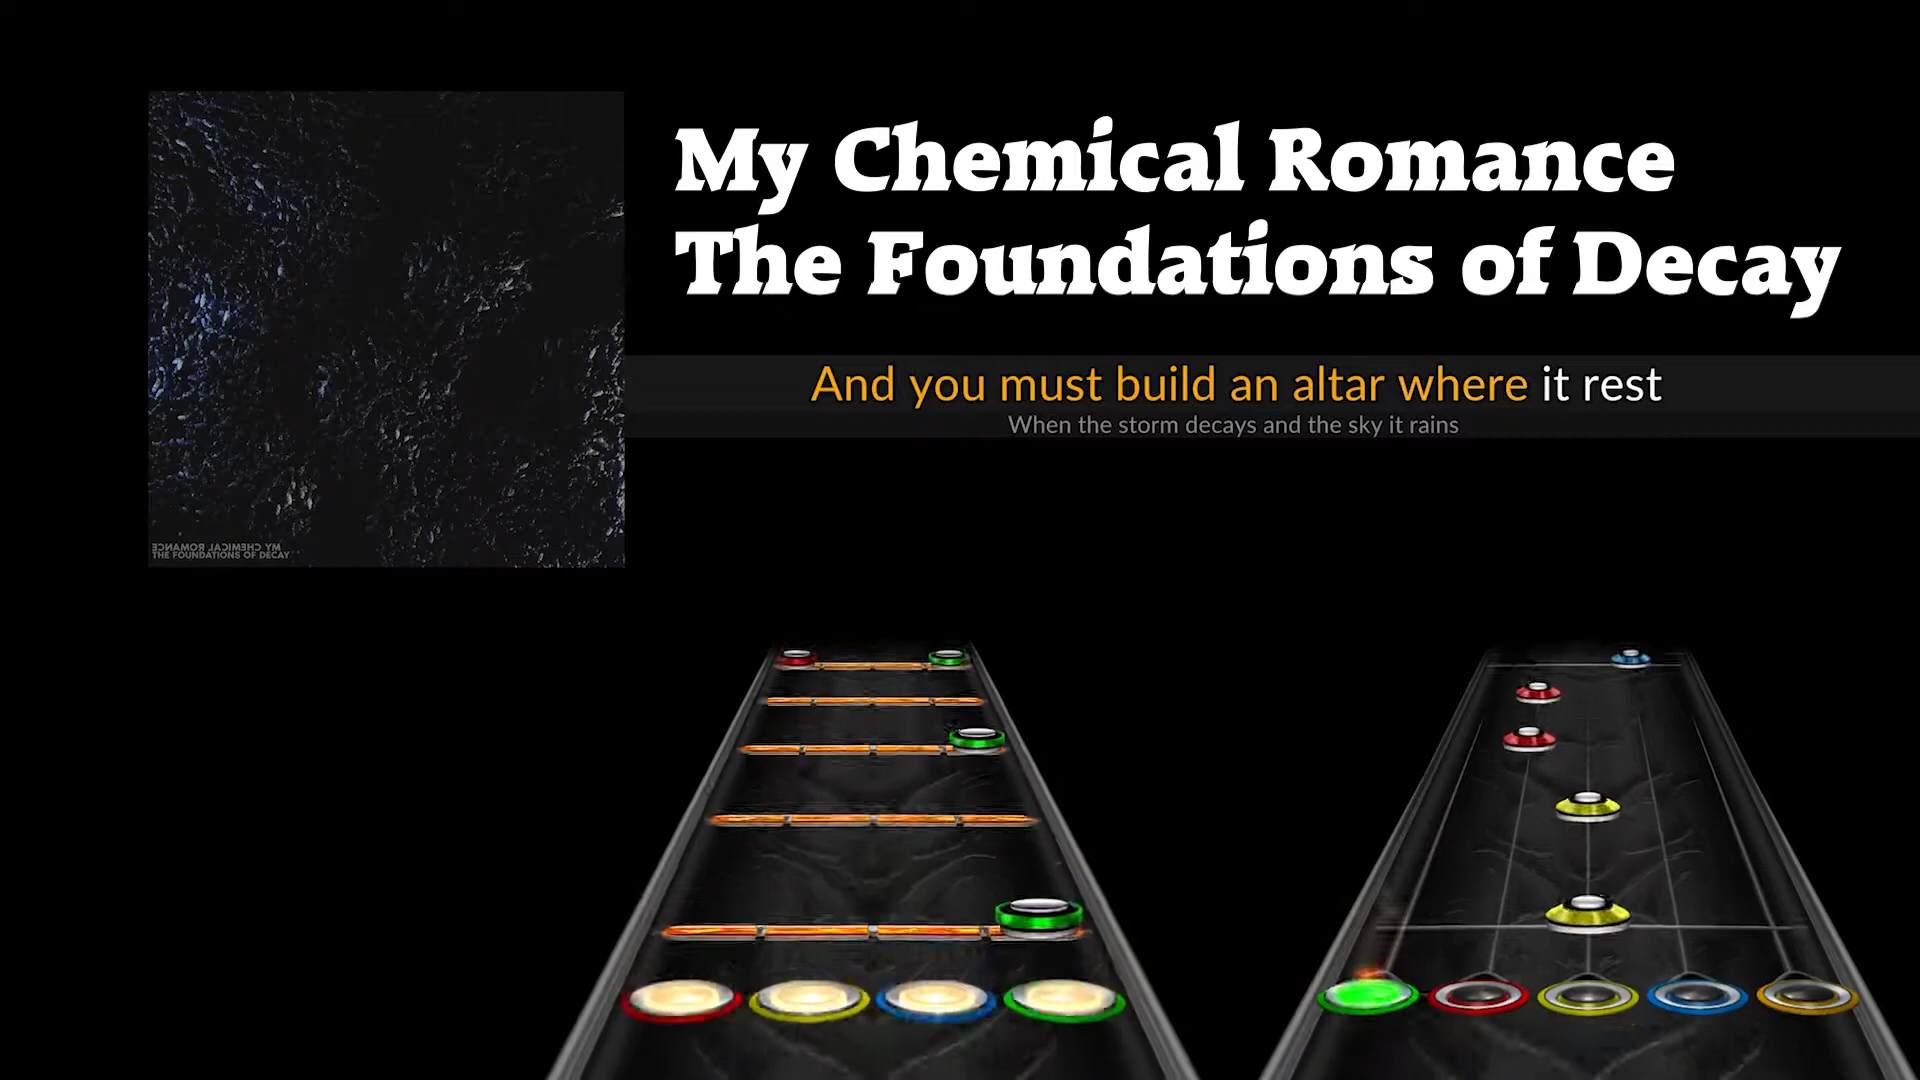 My Chemical Romance
The Foundations of Decay
And you must build an altar where it rest
When the storm decays and the sky it rains
MY CHEMICAL ROMANCE
THE FOUNDATIONS OF DECAY